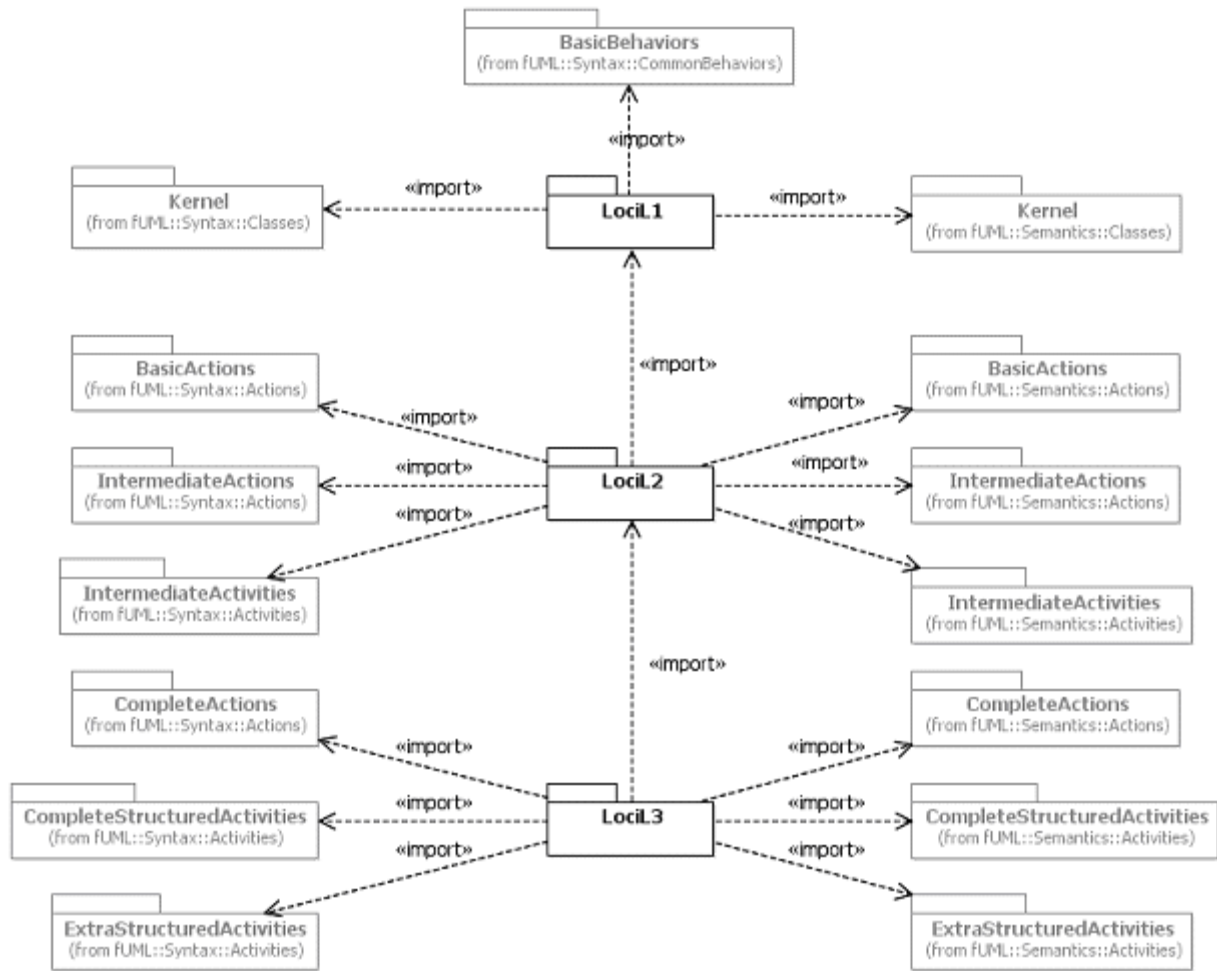 BasicBehaviors
(from fUML::Syntax::CommonBehaviors)
«import»
Kernel
(from fUML::Syntax::Classes)
«import»
LociL1
«import»
Kernel
(from fUML::Semantics::Classes)
«import»
BasicActions
(from fUML::Syntax::Actions)
«import»
BasicActions
(from fUML::Semantics::Actions)
«import»
IntermediateActions
(from fUML::Syntax::Actions)
«import»
LociL2
«import»
IntermediateActions
(from fUML::Semantics::Actions)
«import»
IntermediateActivities
(from fUML::Syntax::Activities)
«import»
IntermediateActivities
(from fUML::Semantics::Activities)
«import»
«import»
CompleteActions
(from fUML::Syntax::Actions)
«import»
CompleteActions
(from fUML::Semantics::Actions)
«import»
CompleteStructuredActivities
(from fUML::Syntax::Activities)
«import»
LociL3
«import»
CompleteStructuredActivities
(from fUML::Semantics::Activities)
«import»
ExtraStructuredActivities
(from fUML::Syntax::Activities)
«import»
ExtraStructuredActivities
(from fUML::Semantics::Activities)